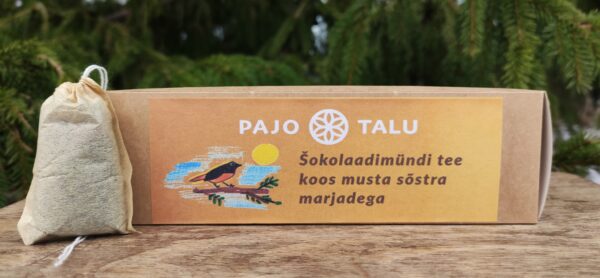 PAJO TALU
Šokolaadimündi tee
koos musta sõstra
marjadega